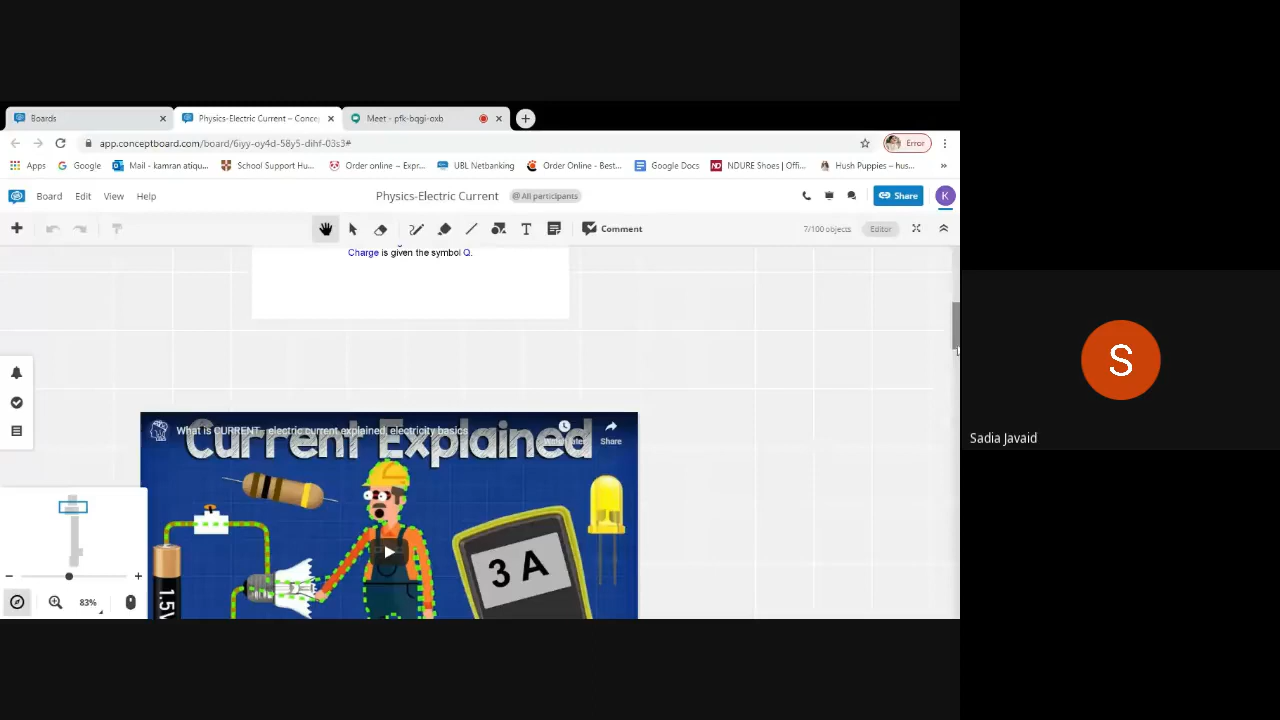 Boards
Physics-Electric Current – Conce
Meet - pfk-bqgi-oxb
app.conceptboard.com/board/6iyy-oy4d-58y5-dihf-03s3#
Error
Apps
Google
Mail - kamran atiqu...
School Support Hu...
Order online – Expr...
UBL Netbanking
Order Online - Best...
Google Docs
NDURE Shoes | Offi...
Hush Puppies – hus...
»
Board
Edit
View
Help
Physics-Electric Current
@ All participants
Share
K
Comment
7/100 objects
Editor
Charge is given the symbol Q.
What is CURRENT– electric current explained, electricity basics
Share
Current Explained
3 A
1.5V
83%
S
Sadia Javaid